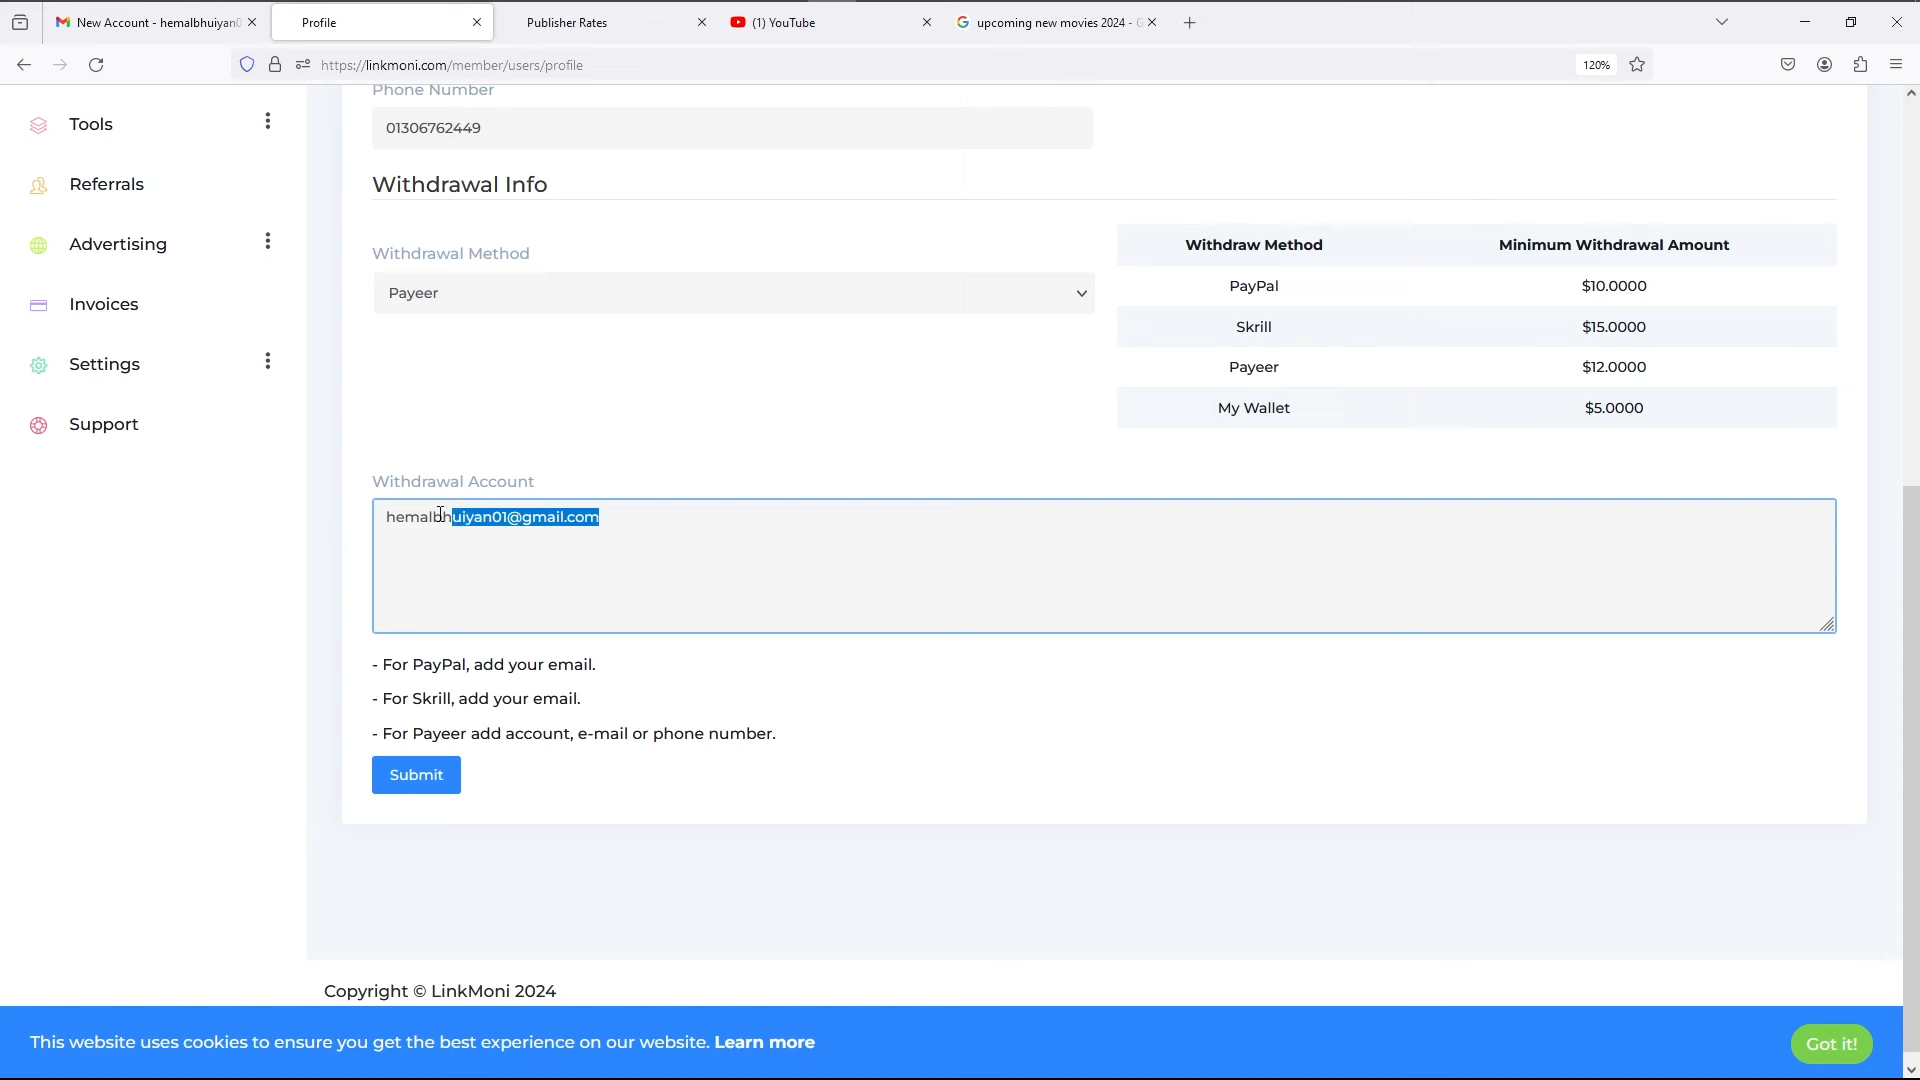 New Account - hemalbhuiyan0
Profile
Publisher Rates
(1) YouTube
upcoming new movies 2024 - G
https://linkmoni.com/member/users/profile
120%
Phone Number
Tools
01306762449
Referrals
Withdrawal Info
Advertising
Withdrawal Method
Withdraw Method Minimum Withdrawal Amount
Payeer
PayPal $10.0000
Invoices
Skrill $15.0000
Settings
Payeer $12.0000
My Wallet $5.0000
Support
Withdrawal Account
hemalbhuiyan01@gmail.com
- For PayPal, add your email.
- For Skrill, add your email.
- For Payeer add account, e-mail or phone number.
Submit
Copyright © LinkMoni 2024
This website uses cookies to ensure you get the best experience on our website. Learn more
Got it!